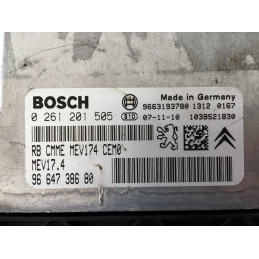 BOSCH
Made in Germany
9663193780 1312 0167
0 261 201 505
07-11-10 1039S21830
RB CMME MEV174 CEM0
MEV17.4
96 647 386 80